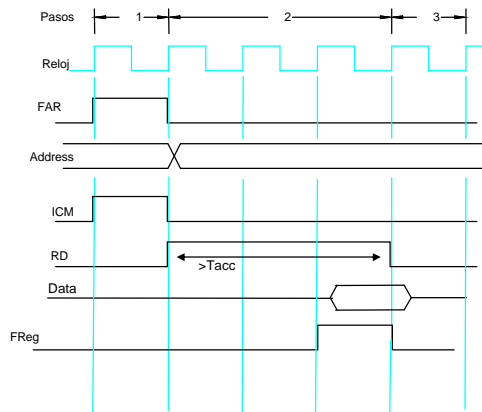 Pasos 1 2 3
Reloj
FAR
Address
ICM
RD
>Tacc
Data
FReg